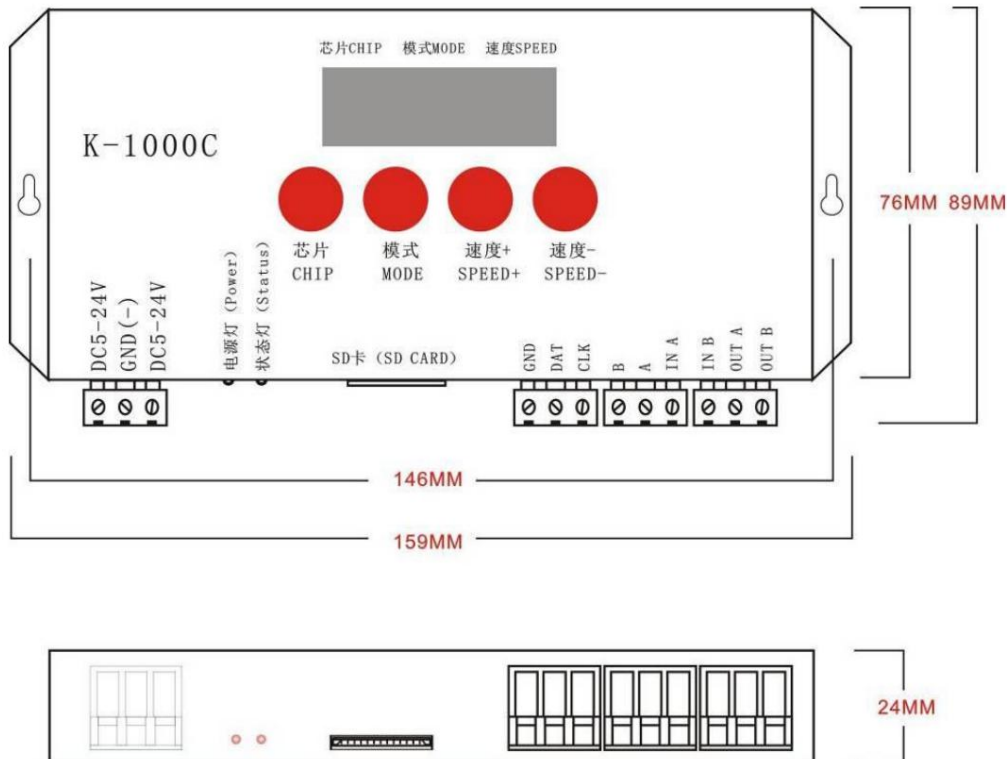 芯片CHIP 模式MODE 速度SPEED
K-1000C
芯片 模式 速度+ 速度-
CHIP MODE SPEED+ SPEED-
76MM 89MM
DC5-24V
GND(-)
DC5-24V
电源灯 (Power)
状态灯 (Status)
SD卡 (SD CARD)
GND
DAT
CLK
B
A
IN A
IN B
OUT A
OUT B
146MM
159MM
24MM